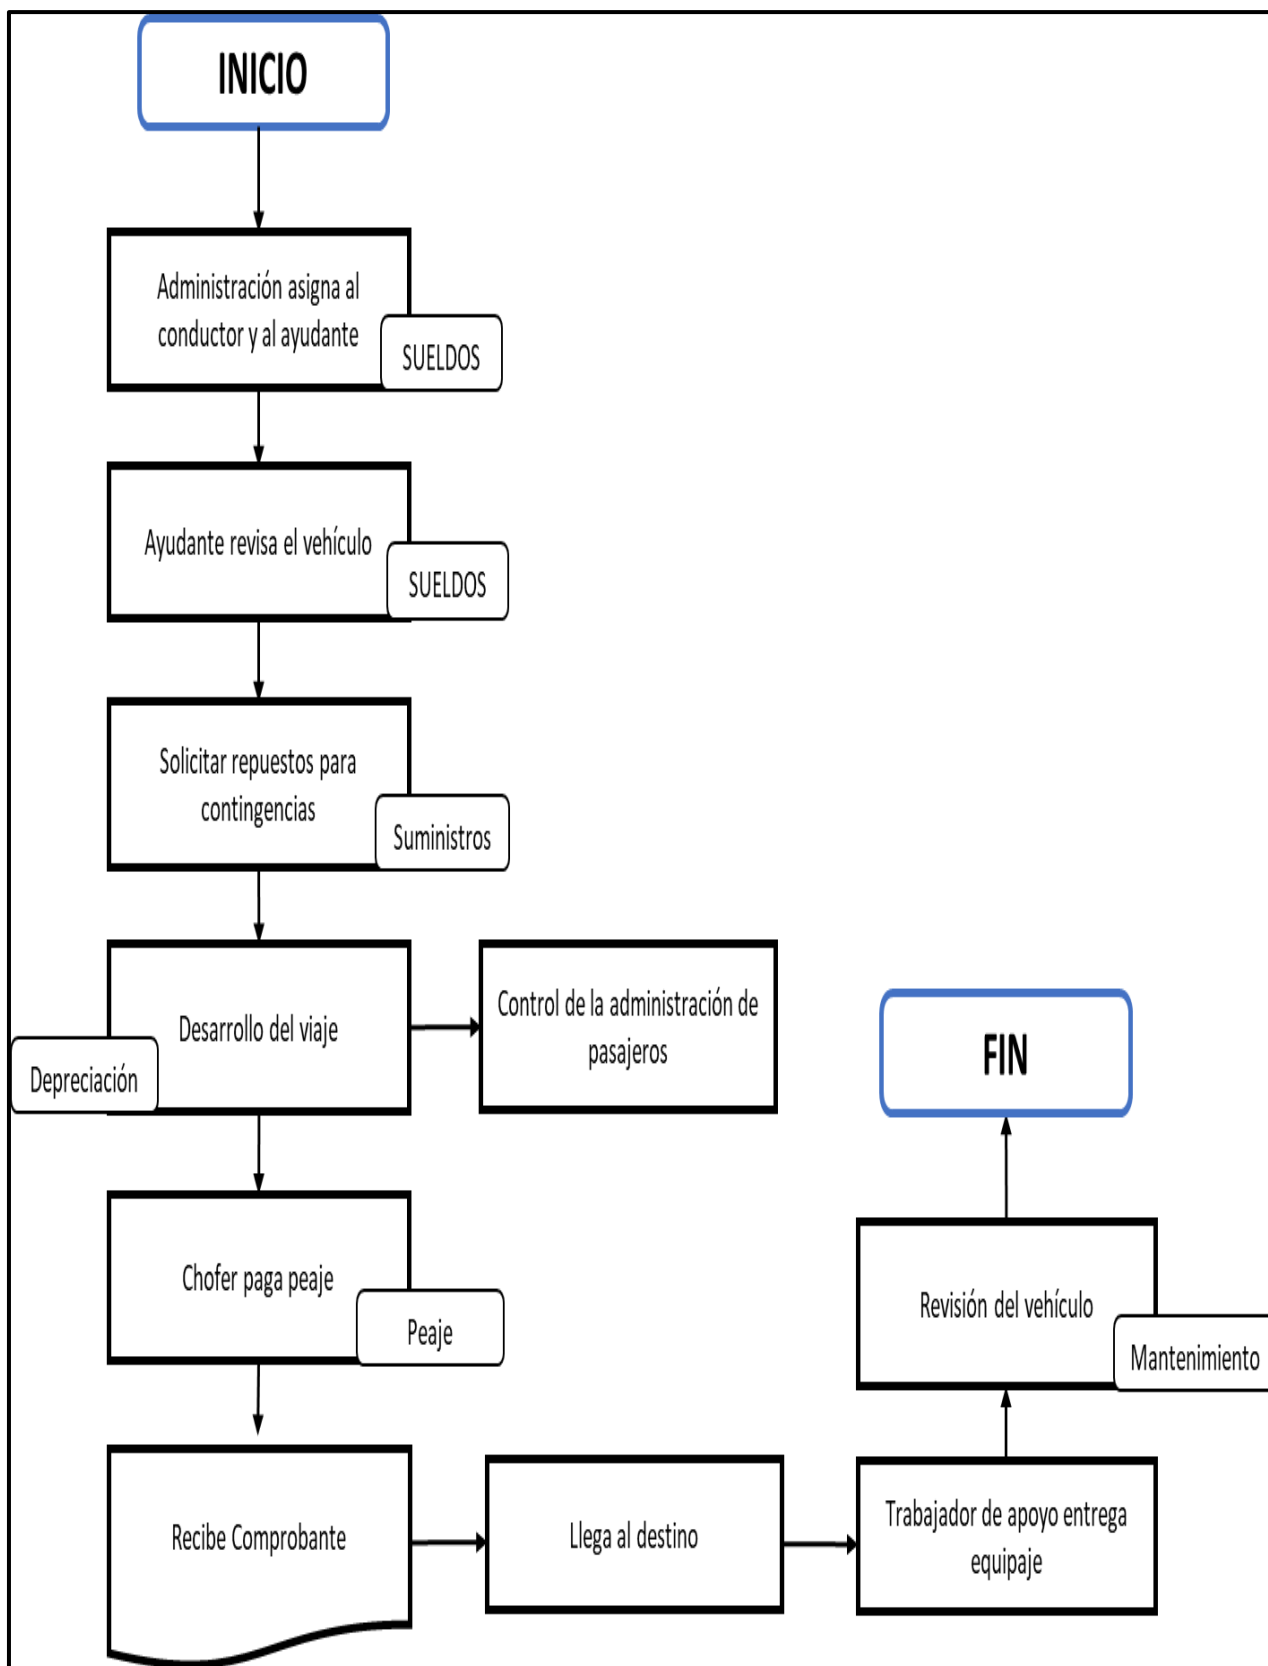 INICIO
Administración asigna al
conductor y al ayudante
SUELDOS
Ayudante revisa el vehículo
SUELDOS
Solicitar repuestos para
contingencias
Suministros
Desarrollo del viaje
Depreciación
Control de la administración de
pasajeros
Chofer paga peaje
Peaje
Recibe Comprobante
Llega al destino
Trabajador de apoyo entrega
equipaje
Revisión del vehículo
Mantenimiento
FIN